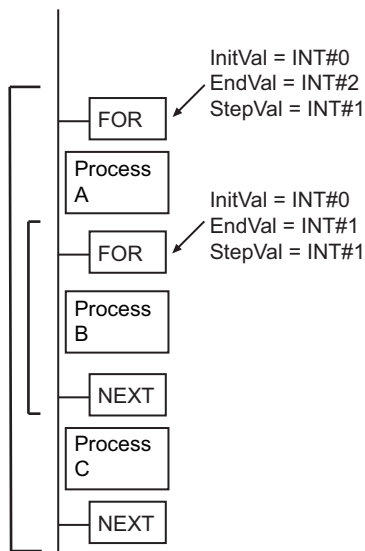 InitVal = INT#0
EndVal = INT#2
StepVal = INT#1
FOR
Process
A
InitVal = INT#0
EndVal = INT#1
StepVal = INT#1
FOR
Process
B
NEXT
Process
C
NEXT